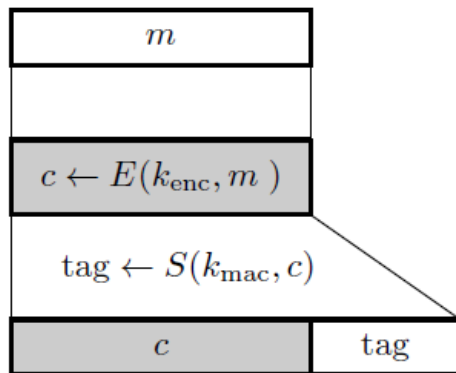 m
c ← E(k_enc, m )
tag ← S(k_mac, c)
c tag